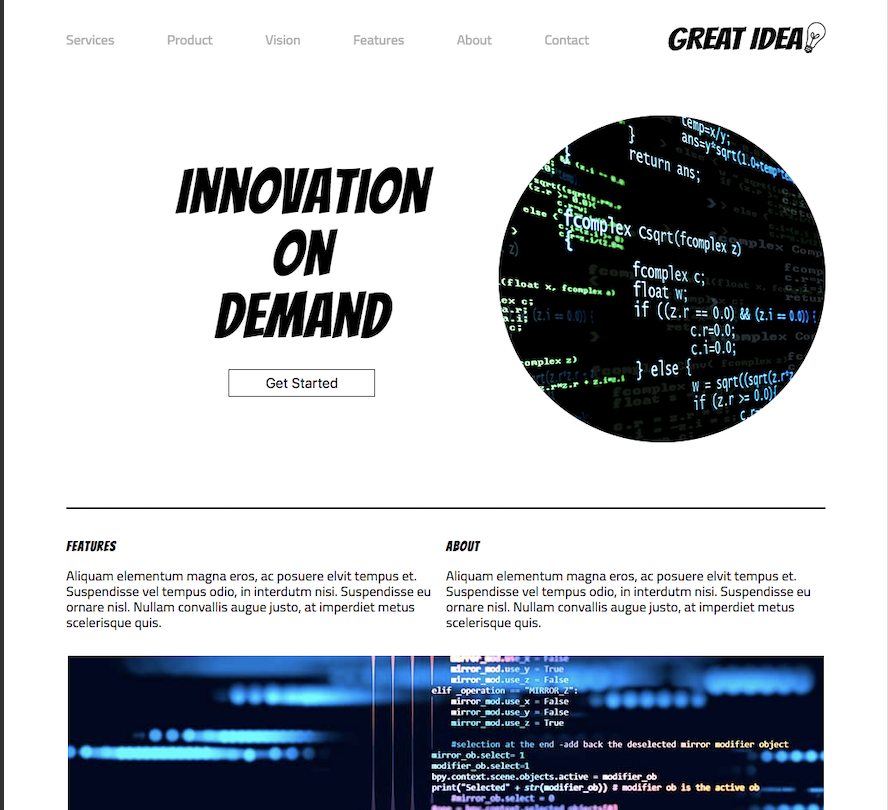 Services Product Vision Features About Contact GREAT IDEA
INNOVATION
ON
DEMAND
Get Started
temp=x/y;
ans=y*sqrt(1.0+temp*
}
return ans;
fcomplex Csqrt(fcomplex z)
{
fcomplex c;
float w;
if ((z.r == 0.0) && (z.i == 0.0)) {
c.r=0.0;
c.i=0.0;
} else {
w = sqrt((sqrt(z.r*z
if (z.r >= 0.0){
c.r=
else {
(float x, fcomplex a)
omplex z)
FEATURES
Aliquam elementum magna eros, ac posuere elvit tempus et.
Suspendisse vel tempus odio, in interdutm nisi. Suspendisse eu
ornare nisl. Nullam convallis augue justo, at imperdiet metus
scelerisque quis.
ABOUT
Aliquam elementum magna eros, ac posuere elvit tempus et.
Suspendisse vel tempus odio, in interdutm nisi. Suspendisse eu
ornare nisl. Nullam convallis augue justo, at imperdiet metus
scelerisque quis.
mirror_mod.use_x = False
mirror_mod.use_y = True
mirror_mod.use_z = False
elif _operation == "MIRROR_Z":
mirror_mod.use_x = False
mirror_mod.use_y = False
mirror_mod.use_z = True
#selection at the end -add back the deselected mirror modifier object
mirror_ob.select= 1
modifier_ob.select=1
bpy.context.scene.objects.active = modifier_ob
print("Selected" + str(modifier_ob)) # modifier ob is the active ob
#mirror_ob.select = 0